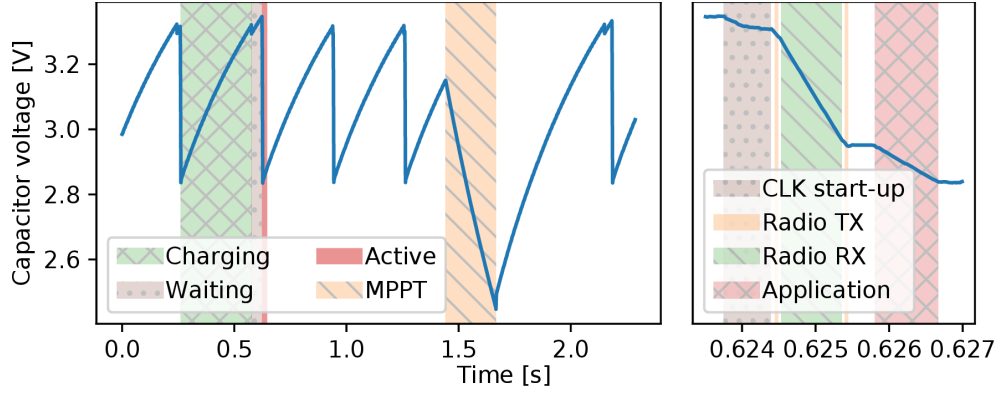 Capacitor voltage [V]
3.2
3.0
2.8
2.6
Charging
Waiting
Active
MPPT
0.0 0.5 1.0 1.5 2.0
Time [s]
CLK start-up
Radio TX
Radio RX
Application
0.624 0.625 0.626 0.627